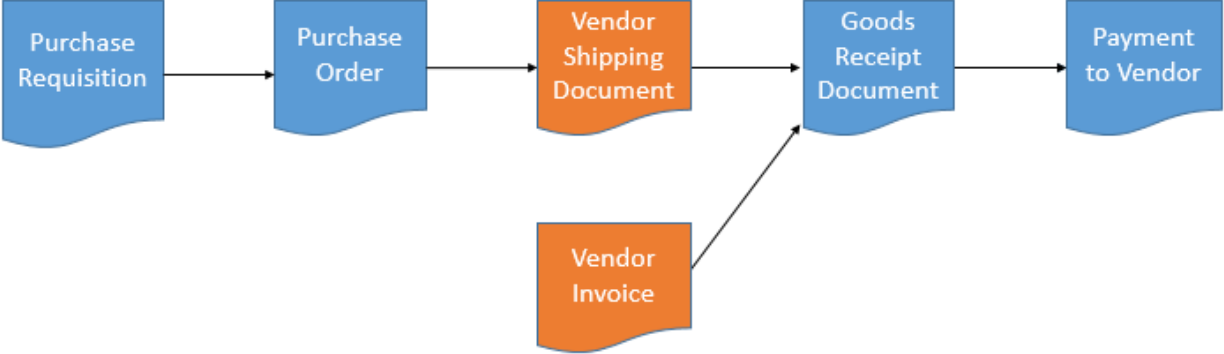 Purchase
Requisition
Purchase
Order
Vendor
Shipping
Document
Goods
Receipt
Document
Payment
to Vendor
Vendor
Invoice